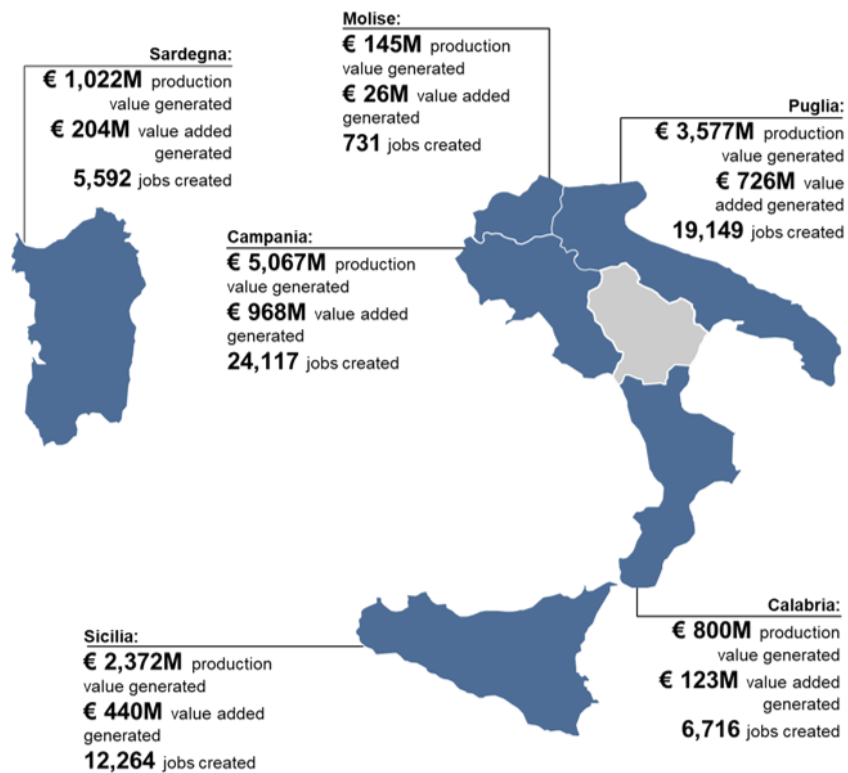 Molise:
€ 145M production
value generated
€ 26M value added
generated
731 jobs created
Sardegna:
€ 1,022M production
value generated
€ 204M value added
generated
5,592 jobs created
Puglia:
€ 3,577M production
value generated
€ 726M value
added generated
19,149 jobs created
Campania:
€ 5,067M production
value generated
€ 968M value added
generated
24,117 jobs created
Calabria:
€ 800M production
value generated
€ 123M value added
generated
6,716 jobs created
Sicilia:
€ 2,372M production
value generated
€ 440M value added
generated
12,264 jobs created